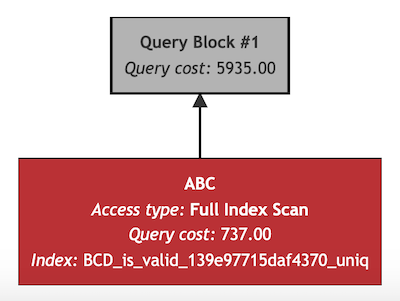 Query Block #1
Query cost: 5935.00
ABC
Access type: Full Index Scan
Query cost: 737.00
Index: BCD_is_valid_139e97715daf4370_uniq